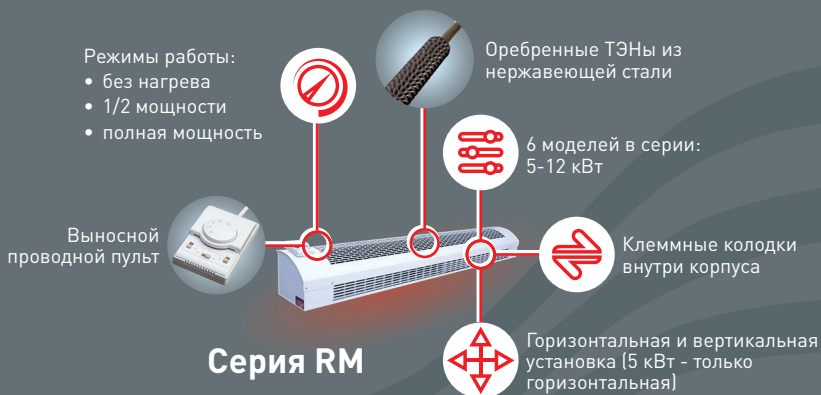 Режимы работы:
• без нагрева
• 1/2 мощности
• полная мощность
Оребренные ТЭНы из
нержавеющей стали
6 моделей в серии:
5-12 кВт
Выносной
проводной пульт
Клеммные колодки
внутри корпуса
Серия RM
Горизонтальная и вертикальная
установка (5 кВт - только
горизонтальная)